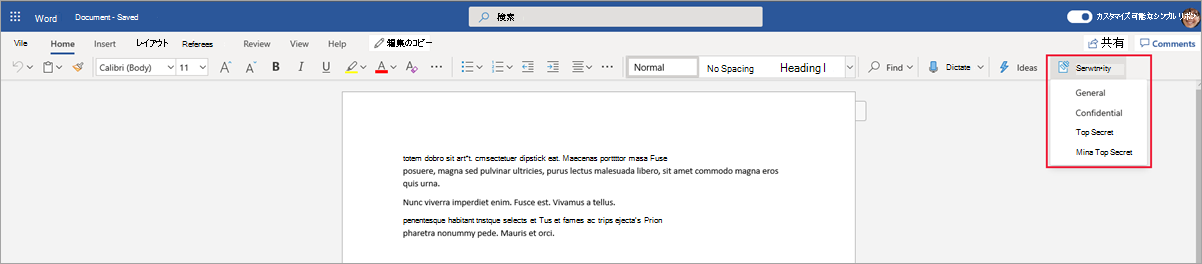 Word Document - Saved 検索 カスタマイズ可能なシンプル リボン
Vile Home Insert レイアウト Referees Review View Help 編集のコピー 共有 Comments
Calibri (Body) 11 A A B I U A A Normal No Spacing Heading I Find Dictate Ideas Serwtn•ity
General
Confidential
Top Secret
Mina Top Secret
totem dobro sit art"t. cmsectetuer dipstick eat. Maecenas porttttor masa Fuse
posuere, magna sed pulvinar ultricies, purus lectus malesuada libero, sit amet commodo magna eros
quis urna.
Nunc viverra imperdiet enim. Fusce est. Vivamus a tellus.
penentesque habitant tnstque selects et Tus et fames ac trips ejecta's Prion
pharetra nonummy pede. Mauris et orci.